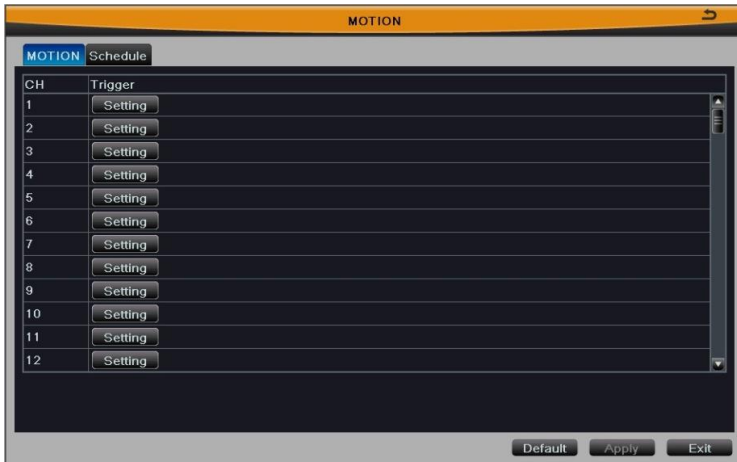 MOTION
MOTION Schedule
CH Trigger
1 Setting
2 Setting
3 Setting
4 Setting
5 Setting
6 Setting
7 Setting
8 Setting
9 Setting
10 Setting
11 Setting
12 Setting
Default Apply Exit